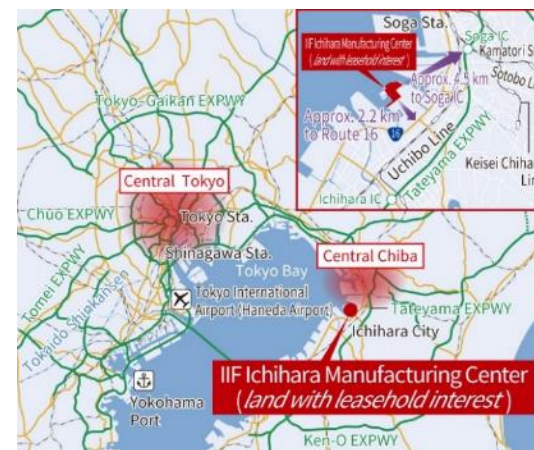 Soga Sta.
Soga IC
IIF Ichihara Manufacturing Center
(land with leasehold interest)
Kamatori S
Sotobo Li
Approx. 4.5 km
to Soga IC
Approx. 2.2 km
to Route 16
16
Uchibo Line
Tateyama EXPWY
Keisei Chiha
Lin
Ichihara IC
Tokyo-Gaikan EXPWY
Central Tokyo
Chuo EXPWY
Tokyo Sta.
Shinagawa Sta.
Tokyo Bay
Central Chiba
Tomei EXPWY
Tokaido Shinkansen
Tokyo International
Airport (Haneda Airport)
Tateyama EXPWY
Ichihara City
IIF Ichihara Manufacturing Center
(land with leasehold interest)
Yokohama
Port
Ken-O EXPWY